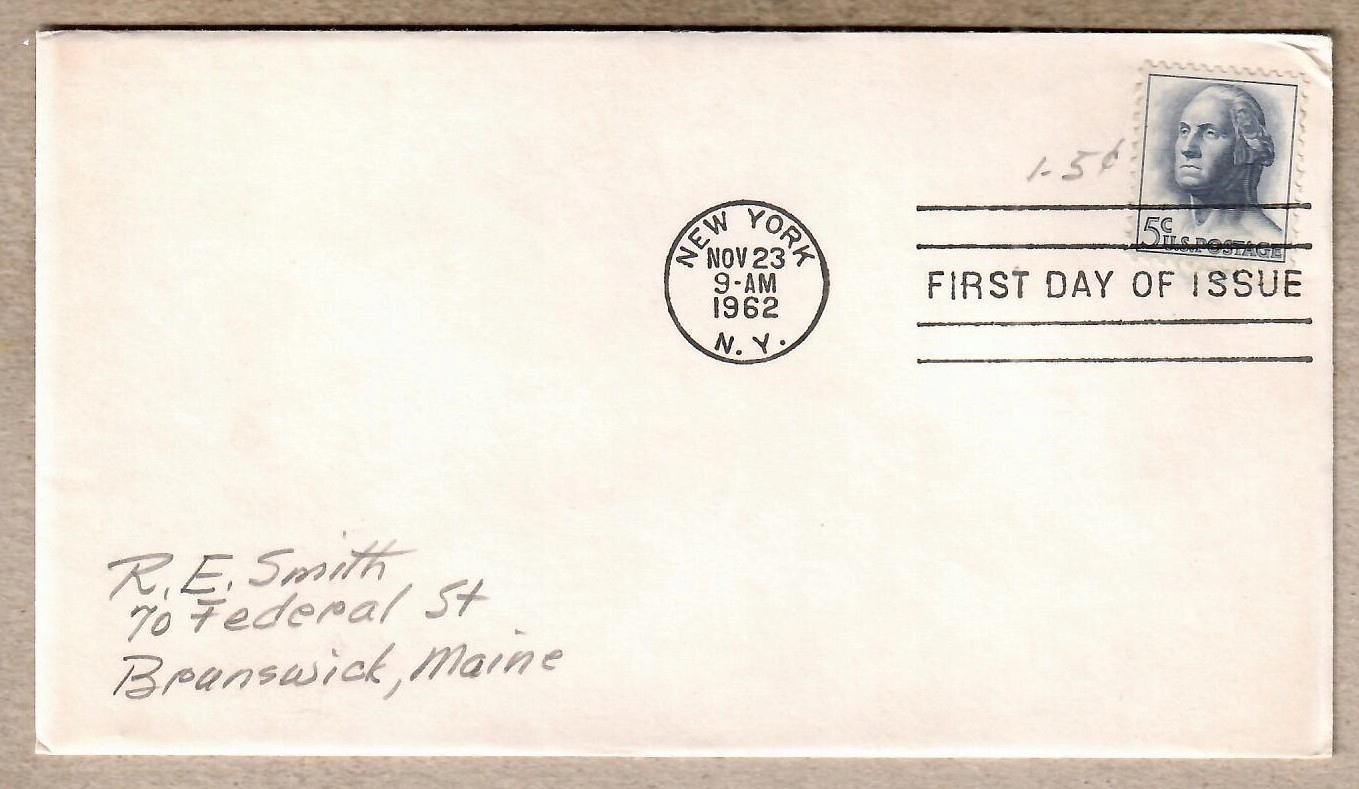 1-5¢
5c
U.S.POSTAGE
NEW YORK
NOV 23
9-AM
1962
N. Y.
FIRST DAY OF ISSUE
R. E. Smith
70 Federal St
Brunswick, Maine